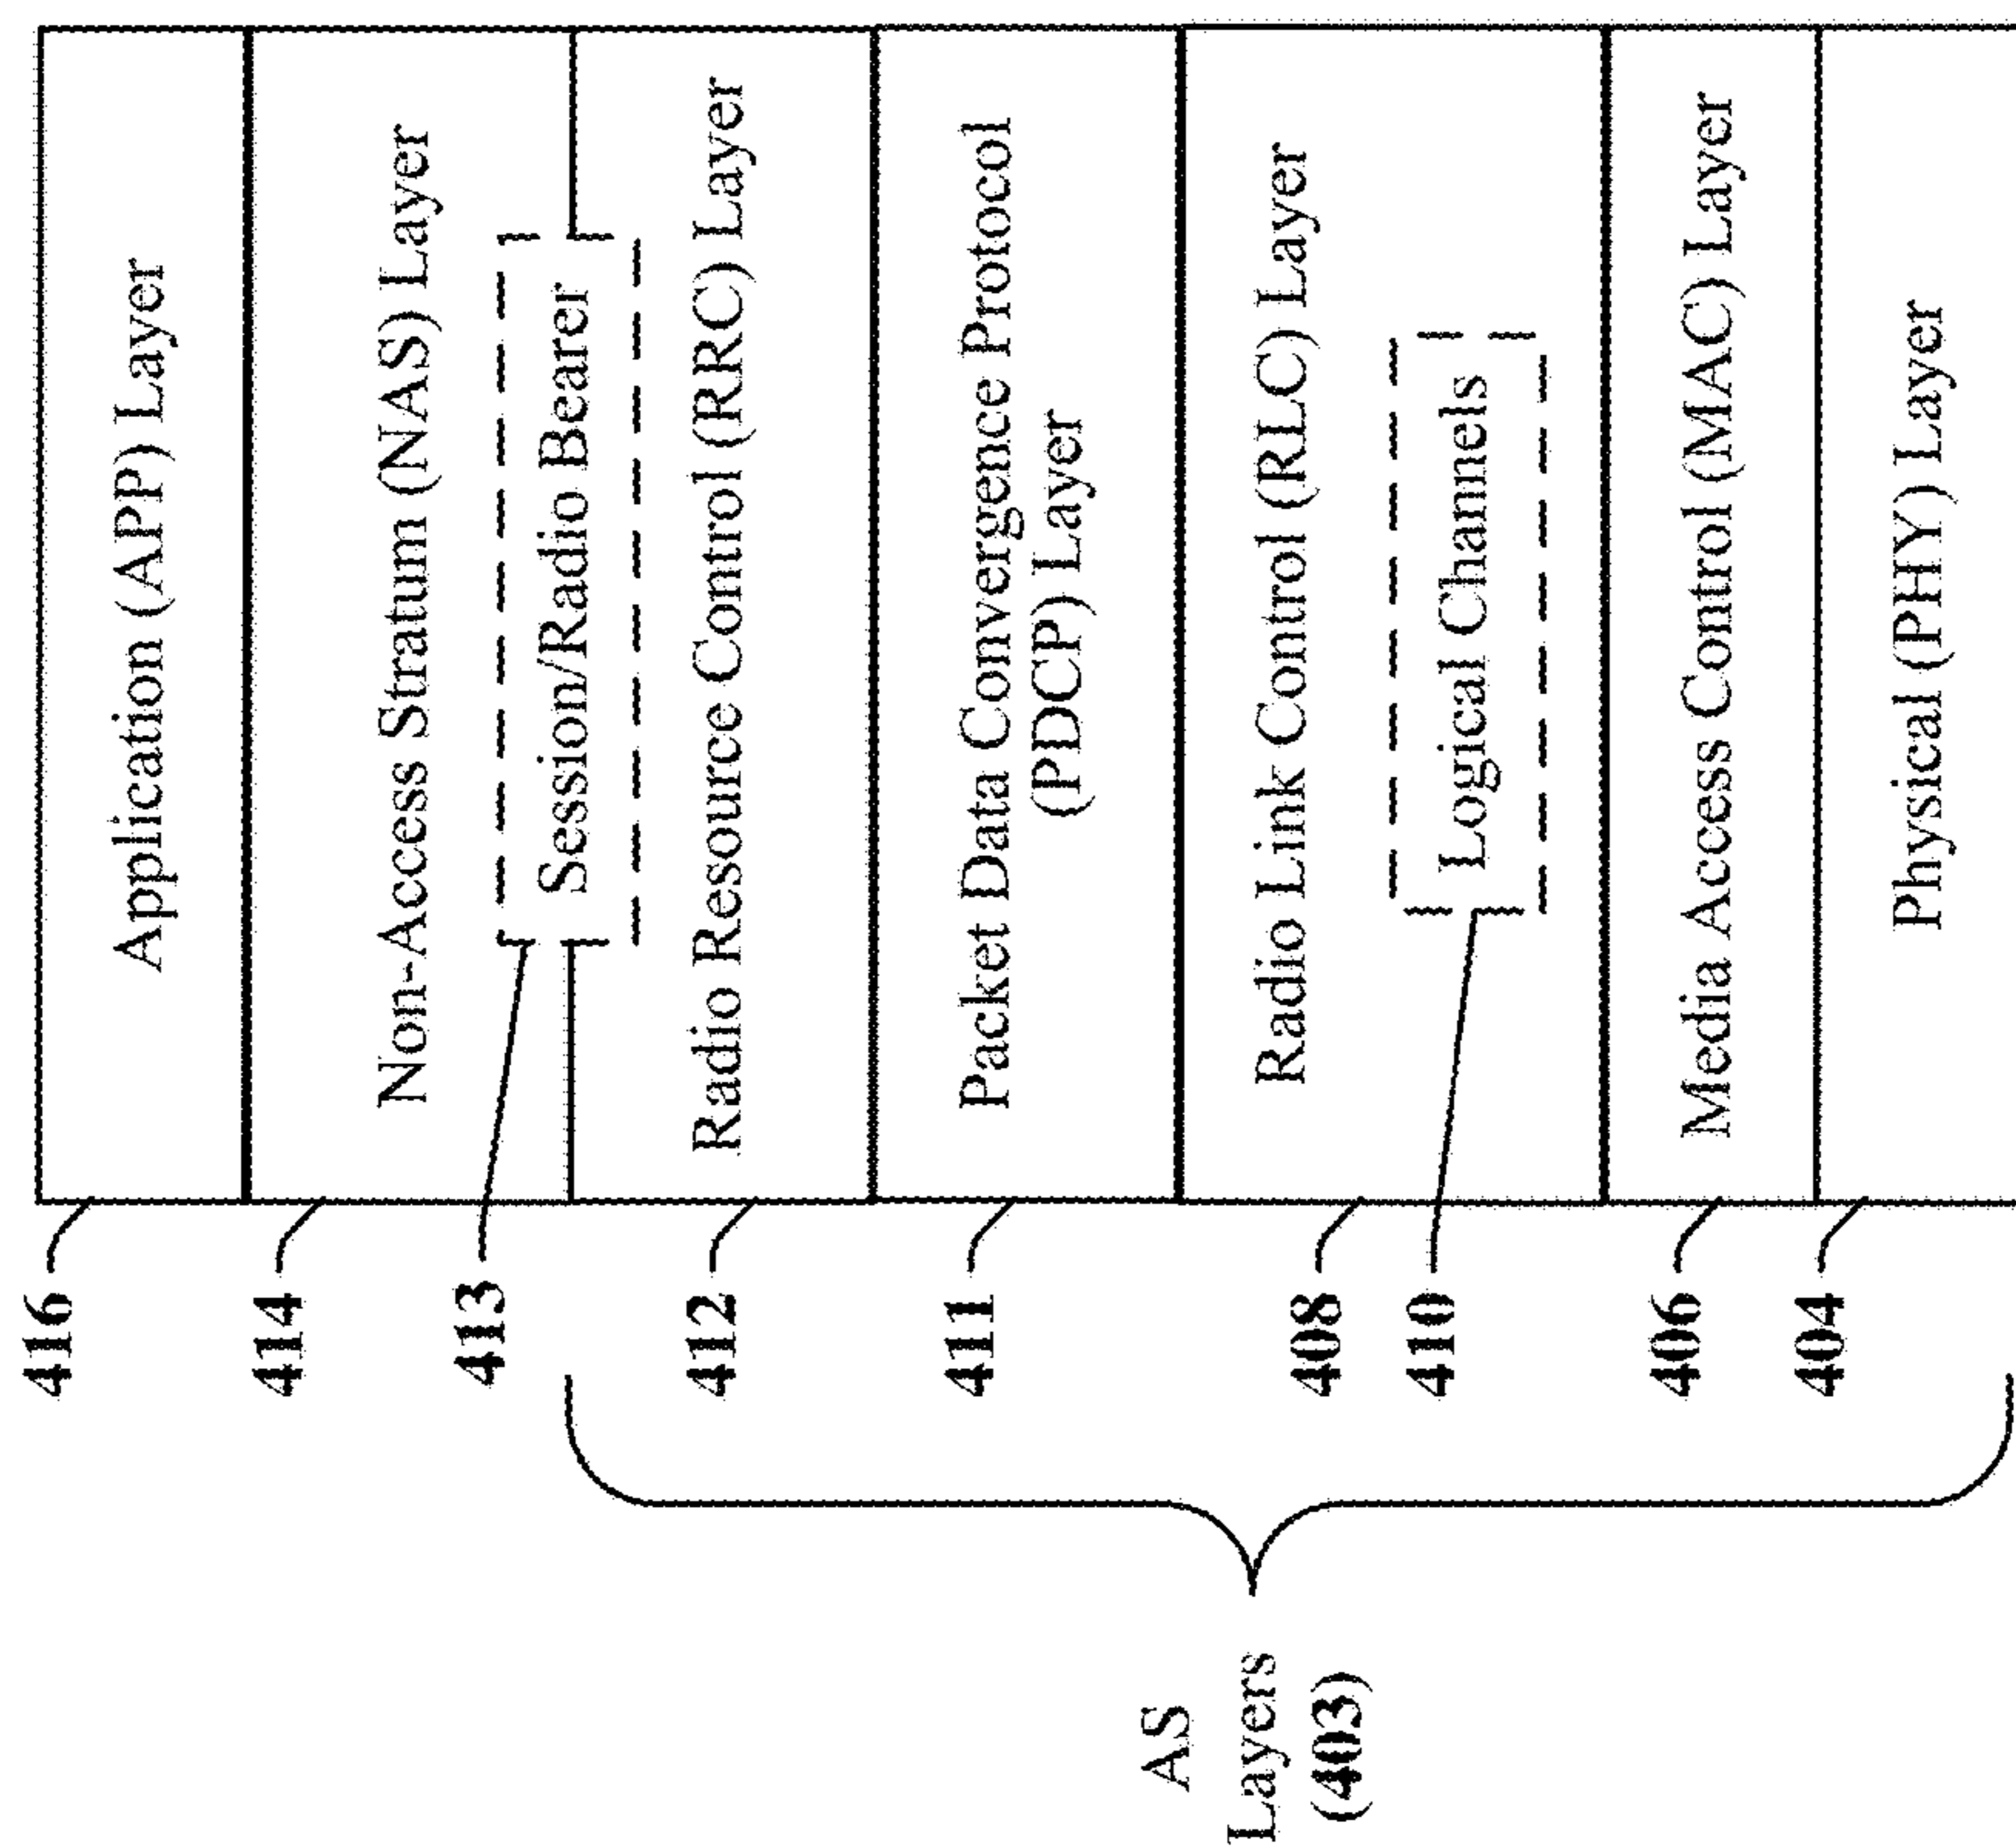 416
Application (APP) Layer
414
Non-Access Stratum (NAS) Layer
413
Session/Radio Bearer
412
Radio Resource Control (RRC) Layer
411
Packet Data Convergence Protocol
(PDCP) Layer
408
Radio Link Control (RLC) Layer
410
Logical Channels
406
Media Access Control (MAC) Layer
404
Physical (PHY) Layer
AS
Layers
(403)